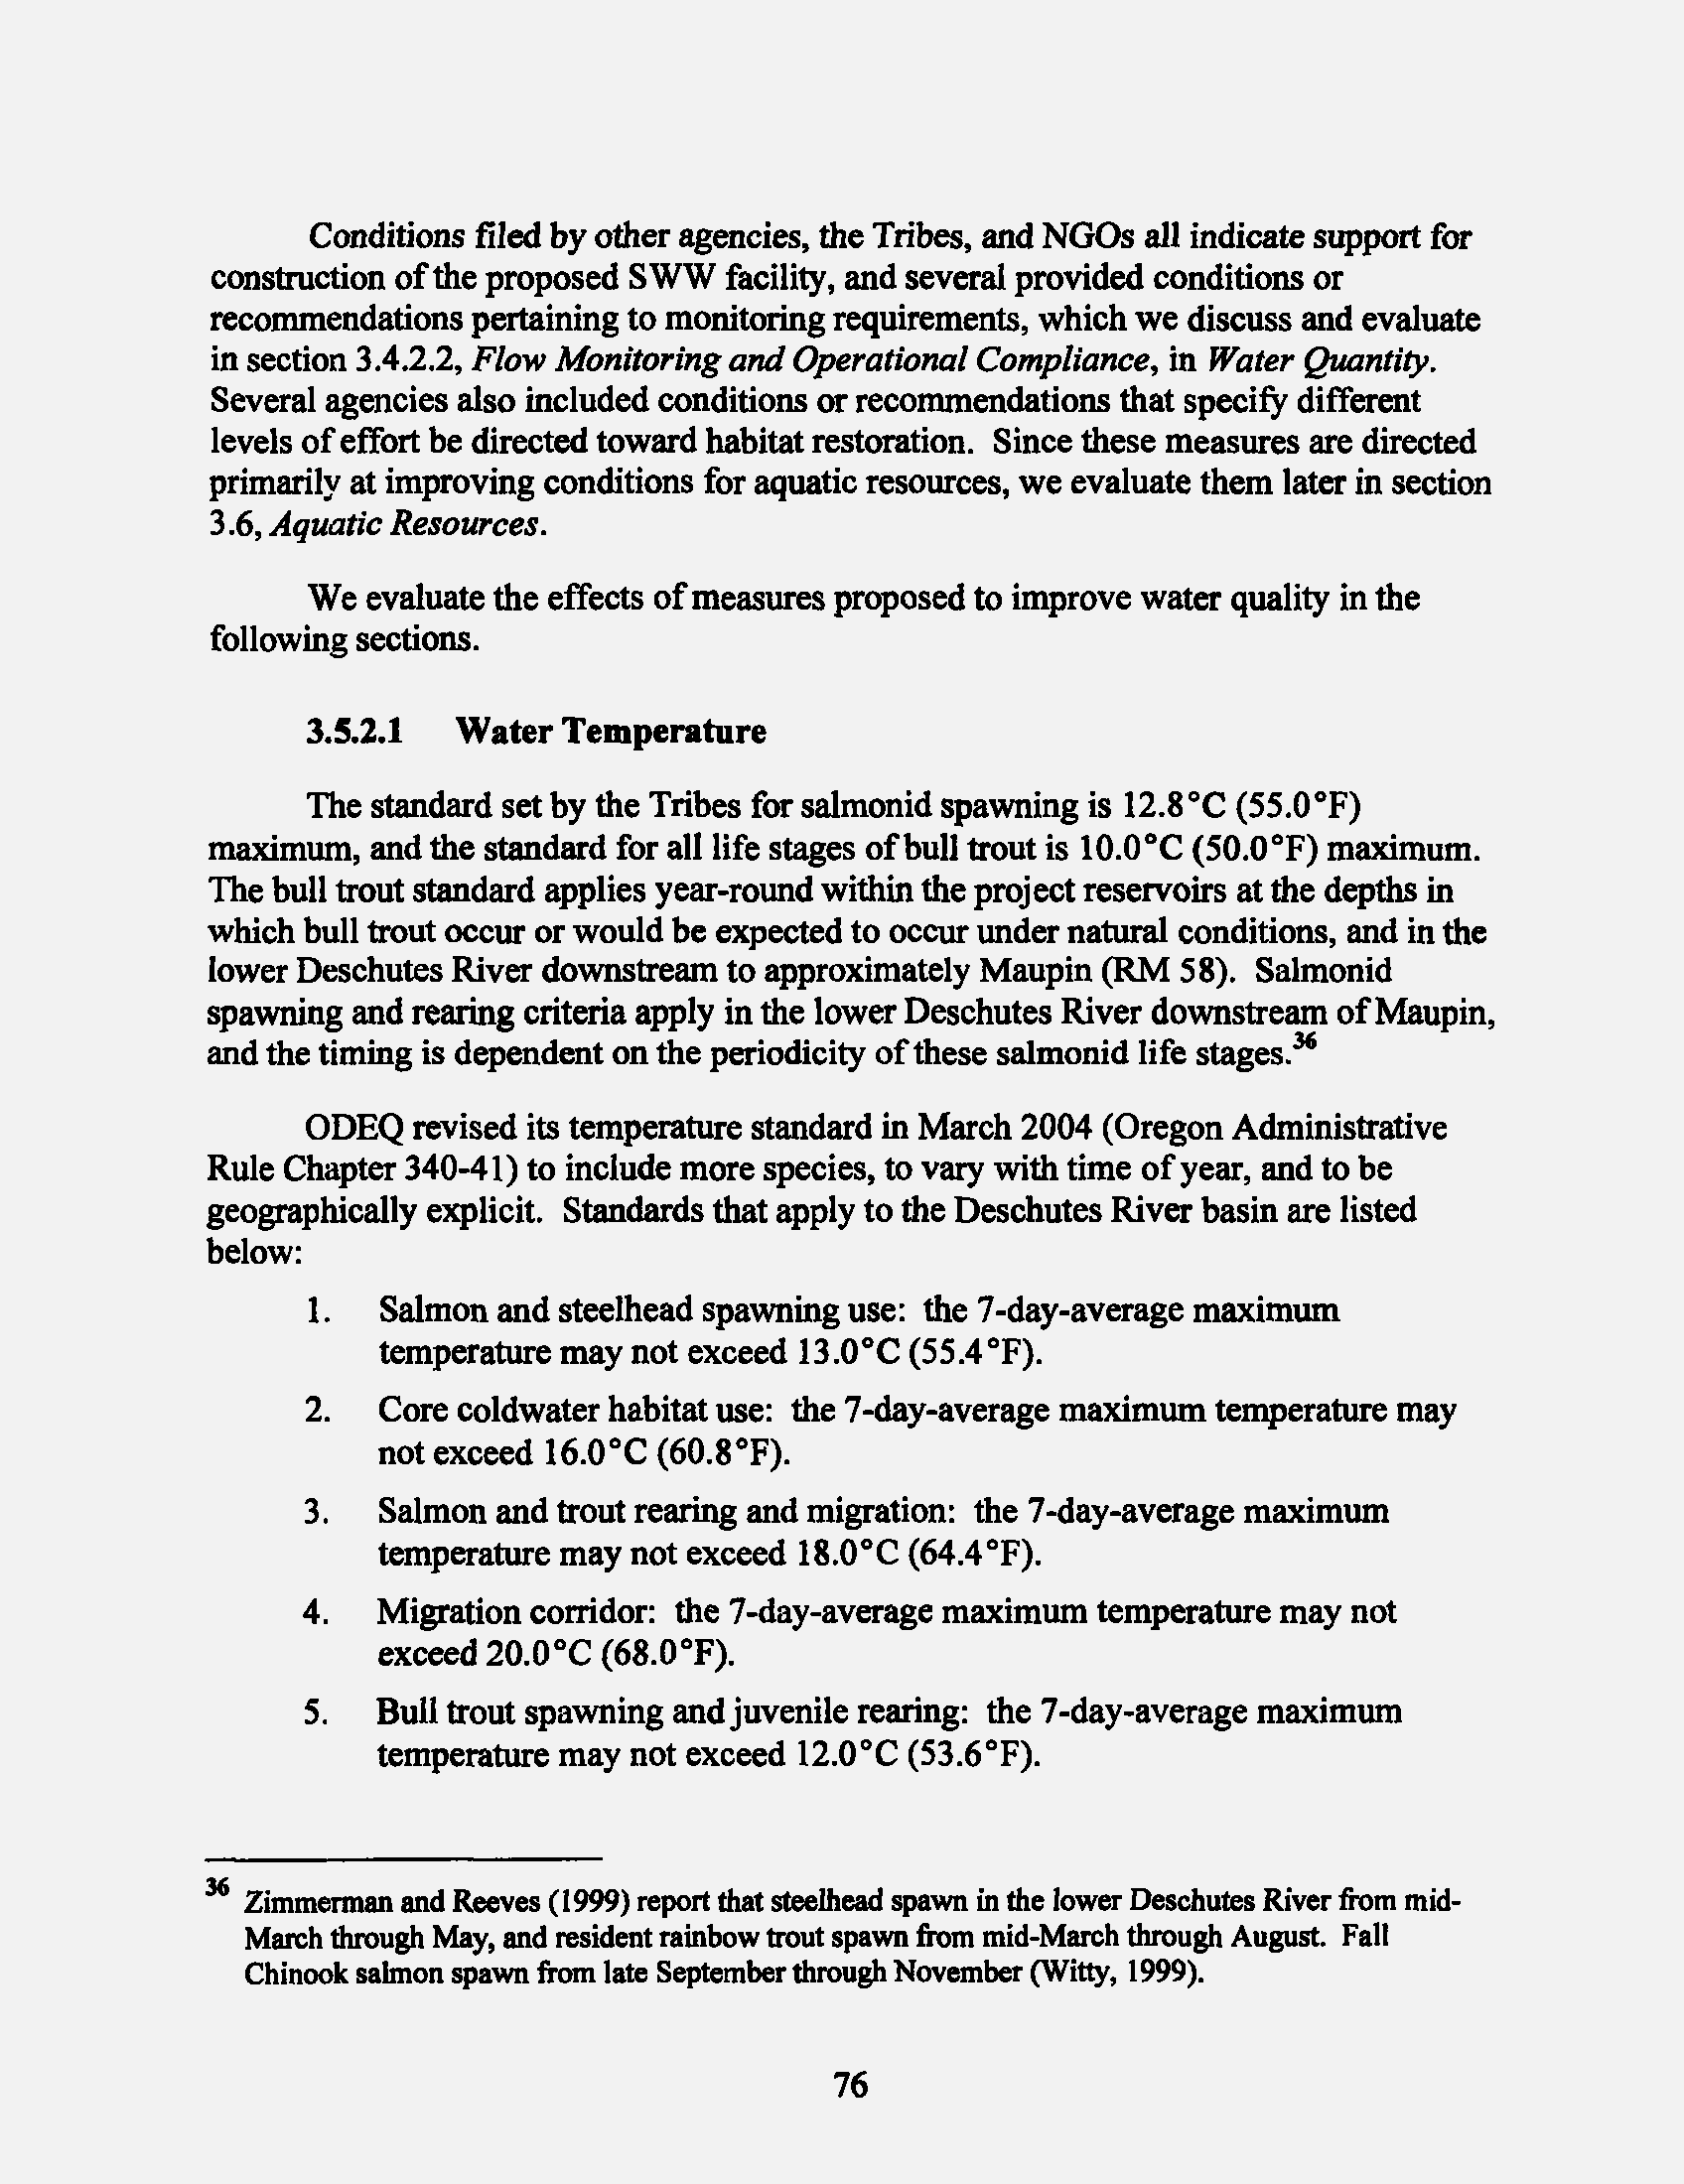 Conditions filed by other agencies, the Tribes, and NGOs all indicate support for
construction of the proposed SWW facility, and several provided conditions or
recommendations pertaining to monitoring requirements, which we discuss and evaluate
in section 3.4.2.2, Flow Monitoring and Operational Compliance, in Water Quantity.
Several agencies also included conditions or recommendations that specify different
levels of effort be directed toward habitat restoration. Since these measures are directed
primarily at improving conditions for aquatic resources, we evaluate them later in section
3.6, Aquatic Resources.
We evaluate the effects of measures proposed to improve water quality in the
following sections.
3.5.2.1 Water Temperature
The standard set by the Tribes for salmonid spawning is 12.8°C (55.0°F)
maximum, and the standard for all life stages of bull trout is 10.0°C (50.0°F) maximum.
The bull trout standard applies year-round within the project reservoirs at the depths in
which bull trout occur or would be expected to occur under natural conditions, and in the
lower Deschutes River downstream to approximately Maupin (RM 58). Salmonid
spawning and rearing criteria apply in the lower Deschutes River downstream of Maupin,
and the timing is dependent on the periodicity of these salmonid life stages.36
ODEQ revised its temperature standard in March 2004 (Oregon Administrative
Rule Chapter 340-41) to include more species, to vary with time of year, and to be
geographically explicit. Standards that apply to the Deschutes River basin are listed
below:
1. Salmon and steelhead spawning use: the 7-day-average maximum
temperature may not exceed 13.0°C (55.4°F).
2. Core coldwater habitat use: the 7-day-average maximum temperature may
not exceed 16.0°C (60.8°F).
3. Salmon and trout rearing and migration: the 7-day-average maximum
temperature may not exceed 18.0°C (64.4°F).
4. Migration corridor: the 7-day-average maximum temperature may not
exceed 20.0°C (68.0°F).
5. Bull trout spawning and juvenile rearing: the 7-day-average maximum
temperature may not exceed 12.0°C (53.6°F).
36 Zimmerman and Reeves (1999) report that steelhead spawn in the lower Deschutes River from mid-
March through May, and resident rainbow trout spawn from mid-March through August. Fall
Chinook salmon spawn from late September through November (Witty, 1999).
76